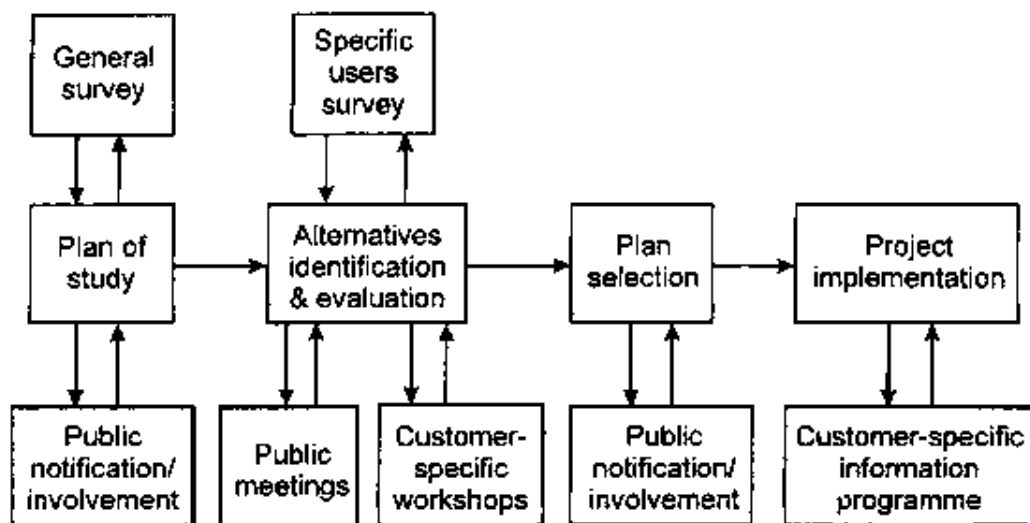 General
survey
Specific
users
survey
Plan of
study
Alternatives
identification
& evaluation
Plan
selection
Project
implementation
Public
notification/
involvement
Public
meetings
Customer-
specific
workshops
Public
notification/
involvement
Customer-specific
information
programme